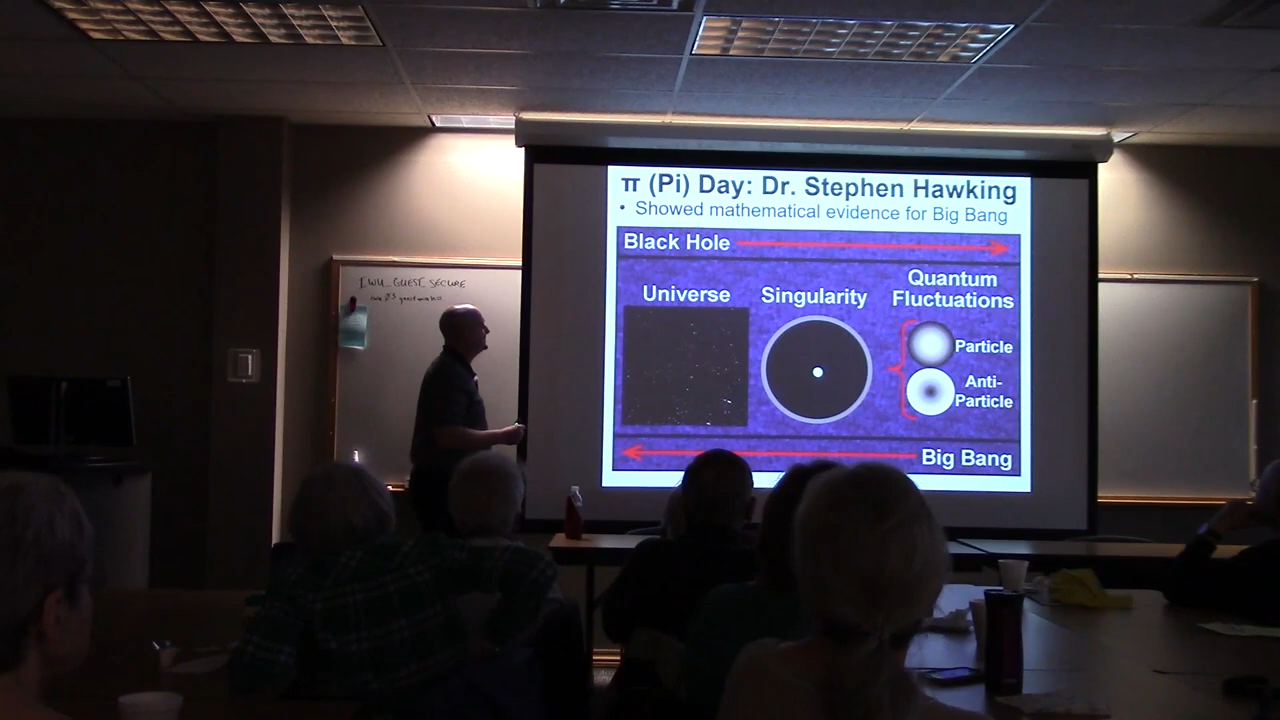 π (Pi) Day: Dr. Stephen Hawking
• Showed mathematical evidence for Big Bang
Black Hole
Universe
Singularity
Quantum
Fluctuations
Particle
Anti-
Particle
Big Bang
IWU_GUEST_SECURE